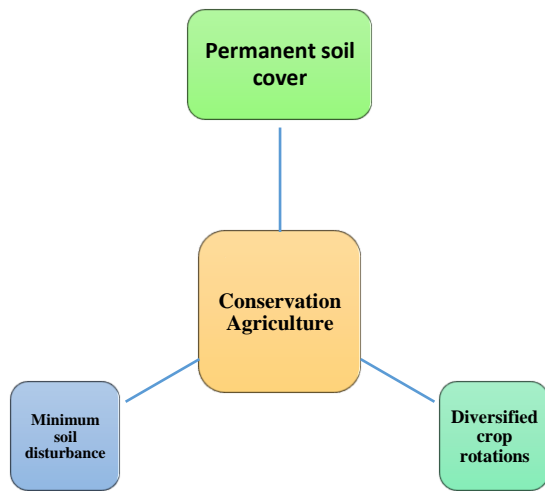 Permanent soil
cover
Conservation
Agriculture
Minimum
soil
disturbance
Diversified
crop
rotations